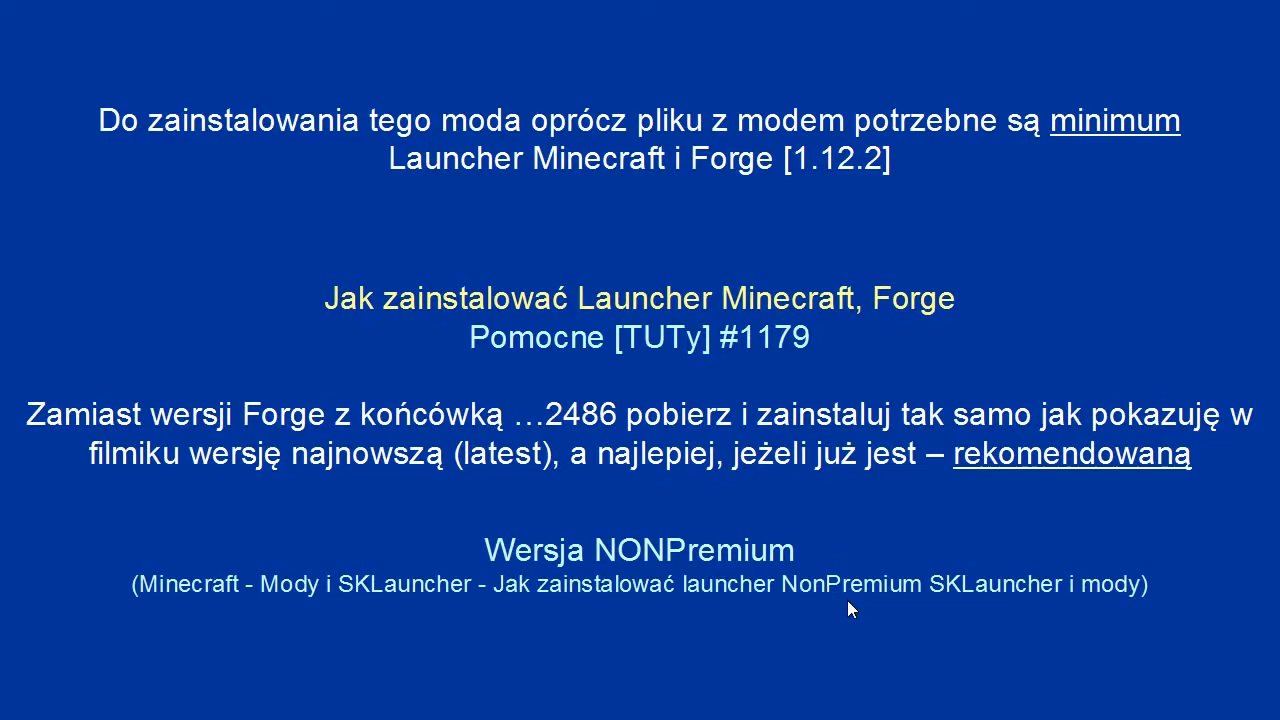 Do zainstalowania tego moda oprócz pliku z modem potrzebne są minimum
Launcher Minecraft i Forge [1.12.2]
Jak zainstalować Launcher Minecraft, Forge
Pomocne [TUTy] #1179
Zamiast wersji Forge z końcówką …2486 pobierz i zainstaluj tak samo jak pokazuję w
filmiku wersję najnowszą (latest), a najlepiej, jeżeli już jest – rekomendowaną
Wersja NONPremium
(Minecraft - Mody i SKLauncher - Jak zainstalować launcher NonPremium SKLauncher i mody)